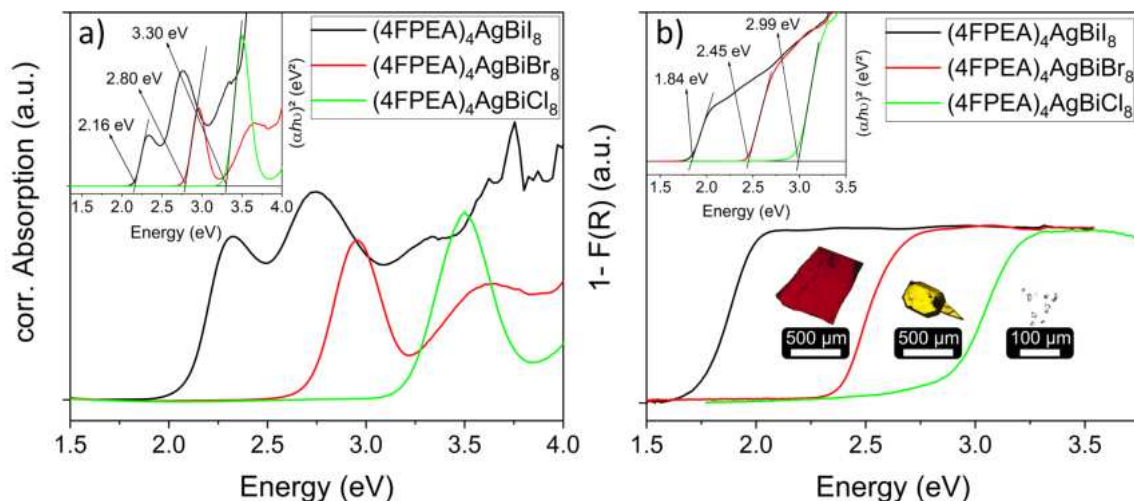 a)
(4FPEA)₄AgBiI₈
(4FPEA)₄AgBiBr₈
(4FPEA)₄AgBiCl₈
3.30 eV
2.80 eV
2.16 eV
(αhυ)² (eV²)
1.5 2.0 2.5 3.0 3.5 4.0
Energy (eV)
corr. Absorption (a.u.)
1.5 2.0 2.5 3.0 3.5 4.0
Energy (eV)
b)
(4FPEA)₄AgBiI₈
(4FPEA)₄AgBiBr₈
(4FPEA)₄AgBiCl₈
2.99 eV
2.45 eV
1.84 eV
(αhυ)² (eV²)
1.5 2.0 2.5 3.0 3.5
Energy (eV)
1- F(R) (a.u.)
500 µm
500 µm
100 µm
1.5 2.0 2.5 3.0 3.5
Energy (eV)